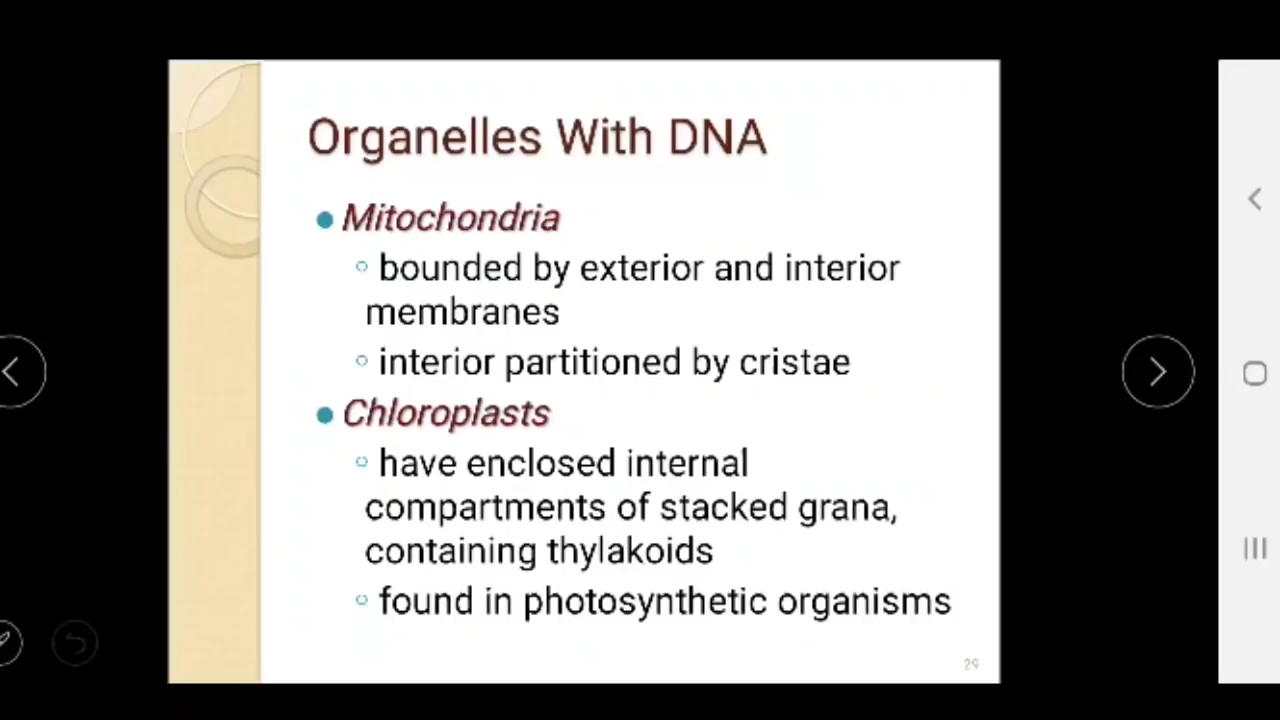 Organelles With DNA
Mitochondria
bounded by exterior and interior
membranes
interior partitioned by cristae
Chloroplasts
have enclosed internal
compartments of stacked grana,
containing thylakoids
found in photosynthetic organisms
29